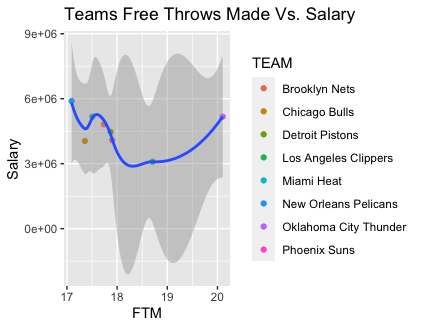 Teams Free Throws Made Vs. Salary
9e+06
6e+06
3e+06
0e+00
Salary
17 18 19 20
FTM
TEAM
Brooklyn Nets
Chicago Bulls
Detroit Pistons
Los Angeles Clippers
Miami Heat
New Orleans Pelicans
Oklahoma City Thunder
Phoenix Suns